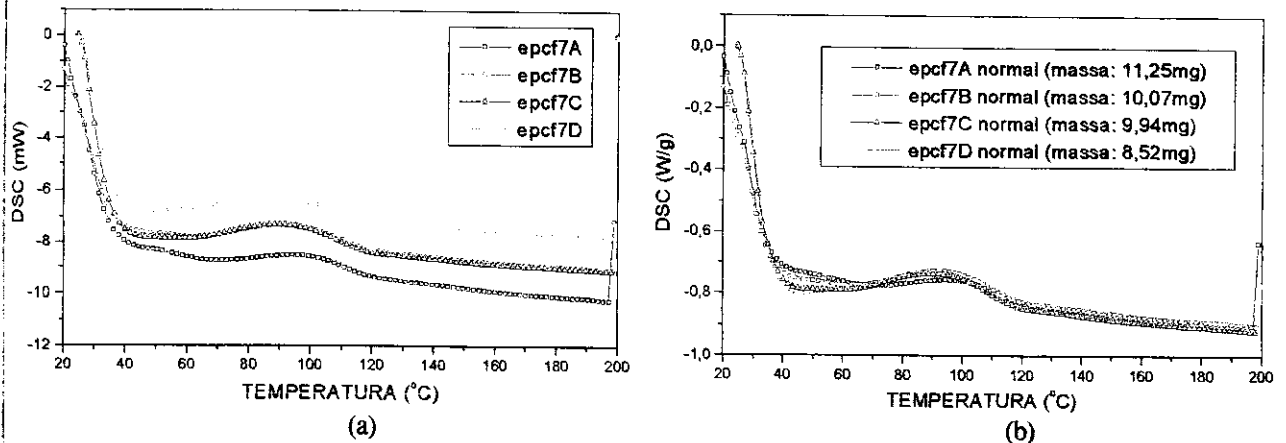 0
-2
-4
-6
-8
-10
-12
DSC (mW)
epcf7A
epcf7B
epcf7C
epcf7D
20 40 60 80 100 120 140 160 180 200
TEMPERATURA (°C)
(a)
0,0
-0,2
-0,4
-0,6
-0,8
-1,0
DSC (W/g)
epcf7A normal (massa: 11,25mg)
epcf7B normal (massa: 10,07mg)
epcf7C normal (massa: 9,94mg)
epcf7D normal (massa: 8,52mg)
20 40 60 80 100 120 140 160 180 200
TEMPERATURA (°C)
(b)